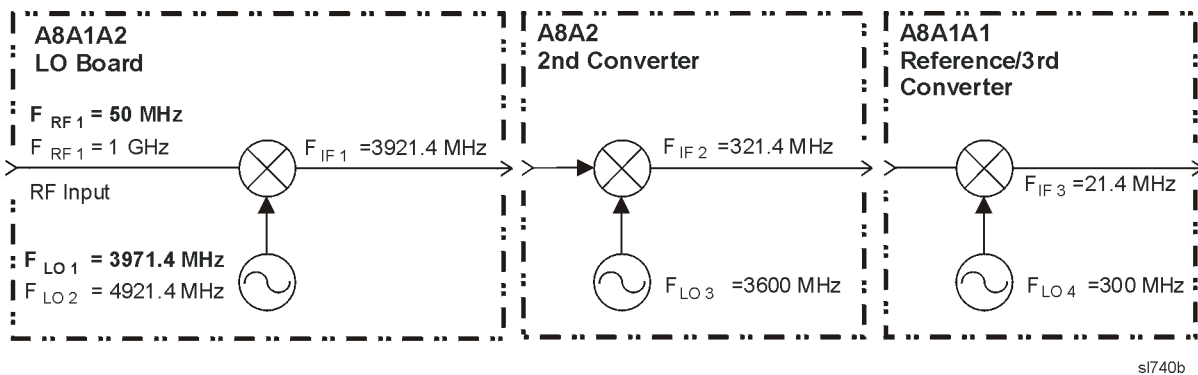 A8A1A2
LO Board
F RF 1 = 50 MHz
F RF 1 = 1 GHz
RF Input
F IF 1 =3921.4 MHz
F LO 1 = 3971.4 MHz
F LO 2 = 4921.4 MHz
A8A2
2nd Converter
F IF 2 =321.4 MHz
F LO 3 =3600 MHz
A8A1A1
Reference/3rd
Converter
F IF 3 =21.4 MHz
F LO 4 =300 MHz
sl740b